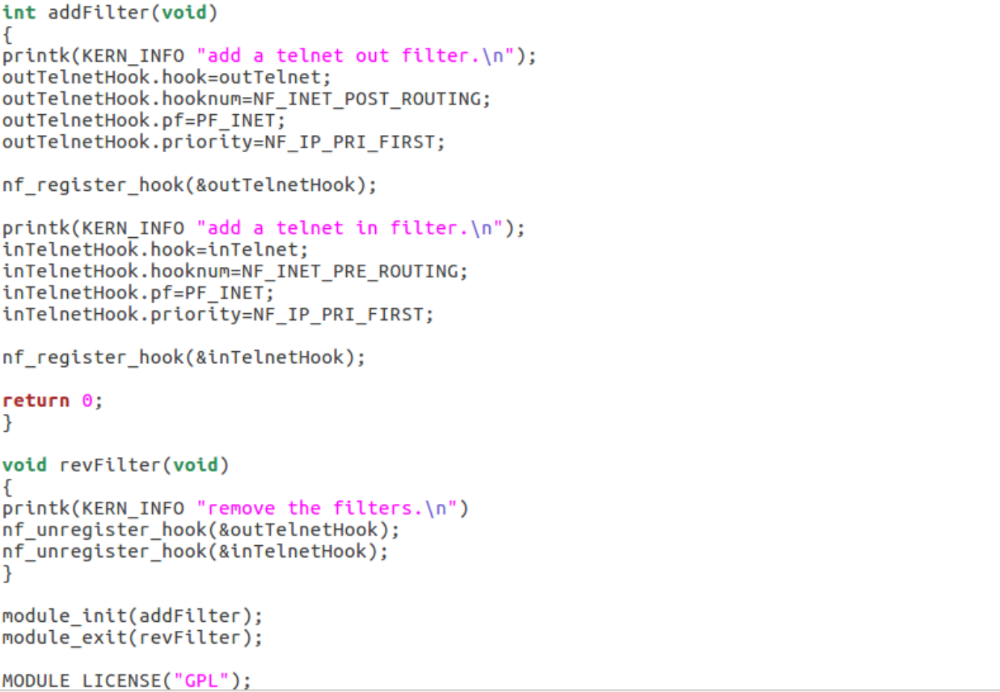 int addFilter(void)
{
printk(KERN_INFO "add a telnet out filter.\n");
outTelnetHook.hook=outTelnet;
outTelnetHook.hooknum=NF_INET_POST_ROUTING;
outTelnetHook.pf=PF_INET;
outTelnetHook.priority=NF_IP_PRI_FIRST;

nf_register_hook(&outTelnetHook);

printk(KERN_INFO "add a telnet in filter.\n");
inTelnetHook.hook=inTelnet;
inTelnetHook.hooknum=NF_INET_PRE_ROUTING;
inTelnetHook.pf=PF_INET;
inTelnetHook.priority=NF_IP_PRI_FIRST;

nf_register_hook(&inTelnetHook);

return 0;
}

void revFilter(void)
{
printk(KERN_INFO "remove the filters.\n")
nf_unregister_hook(&outTelnetHook);
nf_unregister_hook(&inTelnetHook);
}

module_init(addFilter);
module_exit(revFilter);

MODULE_LICENSE("GPL");